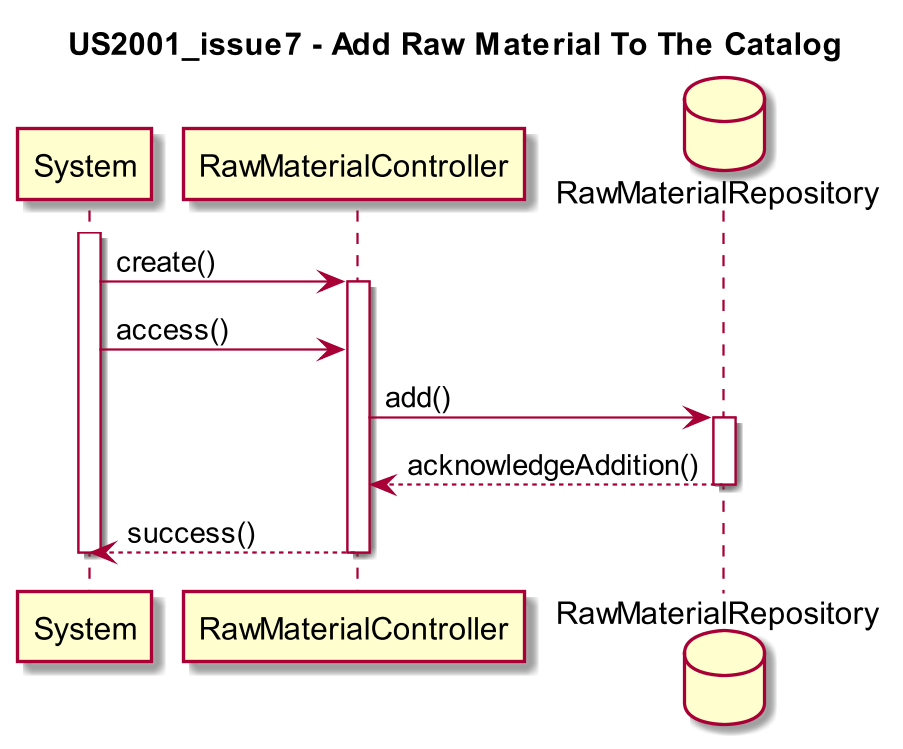 US2001_issue7 - Add Raw Material To The Catalog
System
RawMaterialController
RawMaterialRepository
create()
access()
add()
acknowledgeAddition()
success()
System
RawMaterialController
RawMaterialRepository